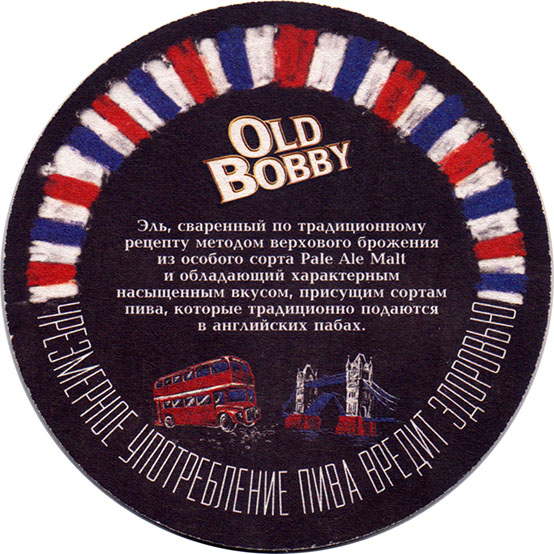 OLD
BOBBY
Эль, сваренный по традиционному
рецепту методом верхового брожения
из особого сорта Pale Ale Malt
и обладающий характерным
насыщенным вкусом, присущим сортам
пива, которые традиционно подаются
в английских пабах.
ЧРЕЗМЕРНОЕ УПОТРЕБЛЕНИЕ ПИВА ВРЕДИТ ЗДОРОВЬЮ